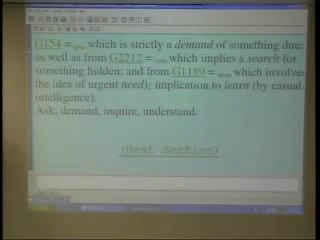 G154 = which is strictly a demand of something due;
as well as from G2212 = which implies a search for
something hidden; and from G1189 = which involves
the idea of urgent need); implication to learn (by casual
intelligence).
Ask, demand, inquire, understand.
(Next Section)